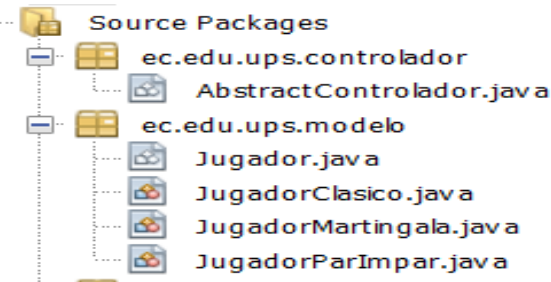 Source Packages
ec.edu.ups.controlador
AbstractControlador.java
ec.edu.ups.modelo
Jugador.java
JugadorClasico.java
JugadorMartingala.java
JugadorParImpar.java